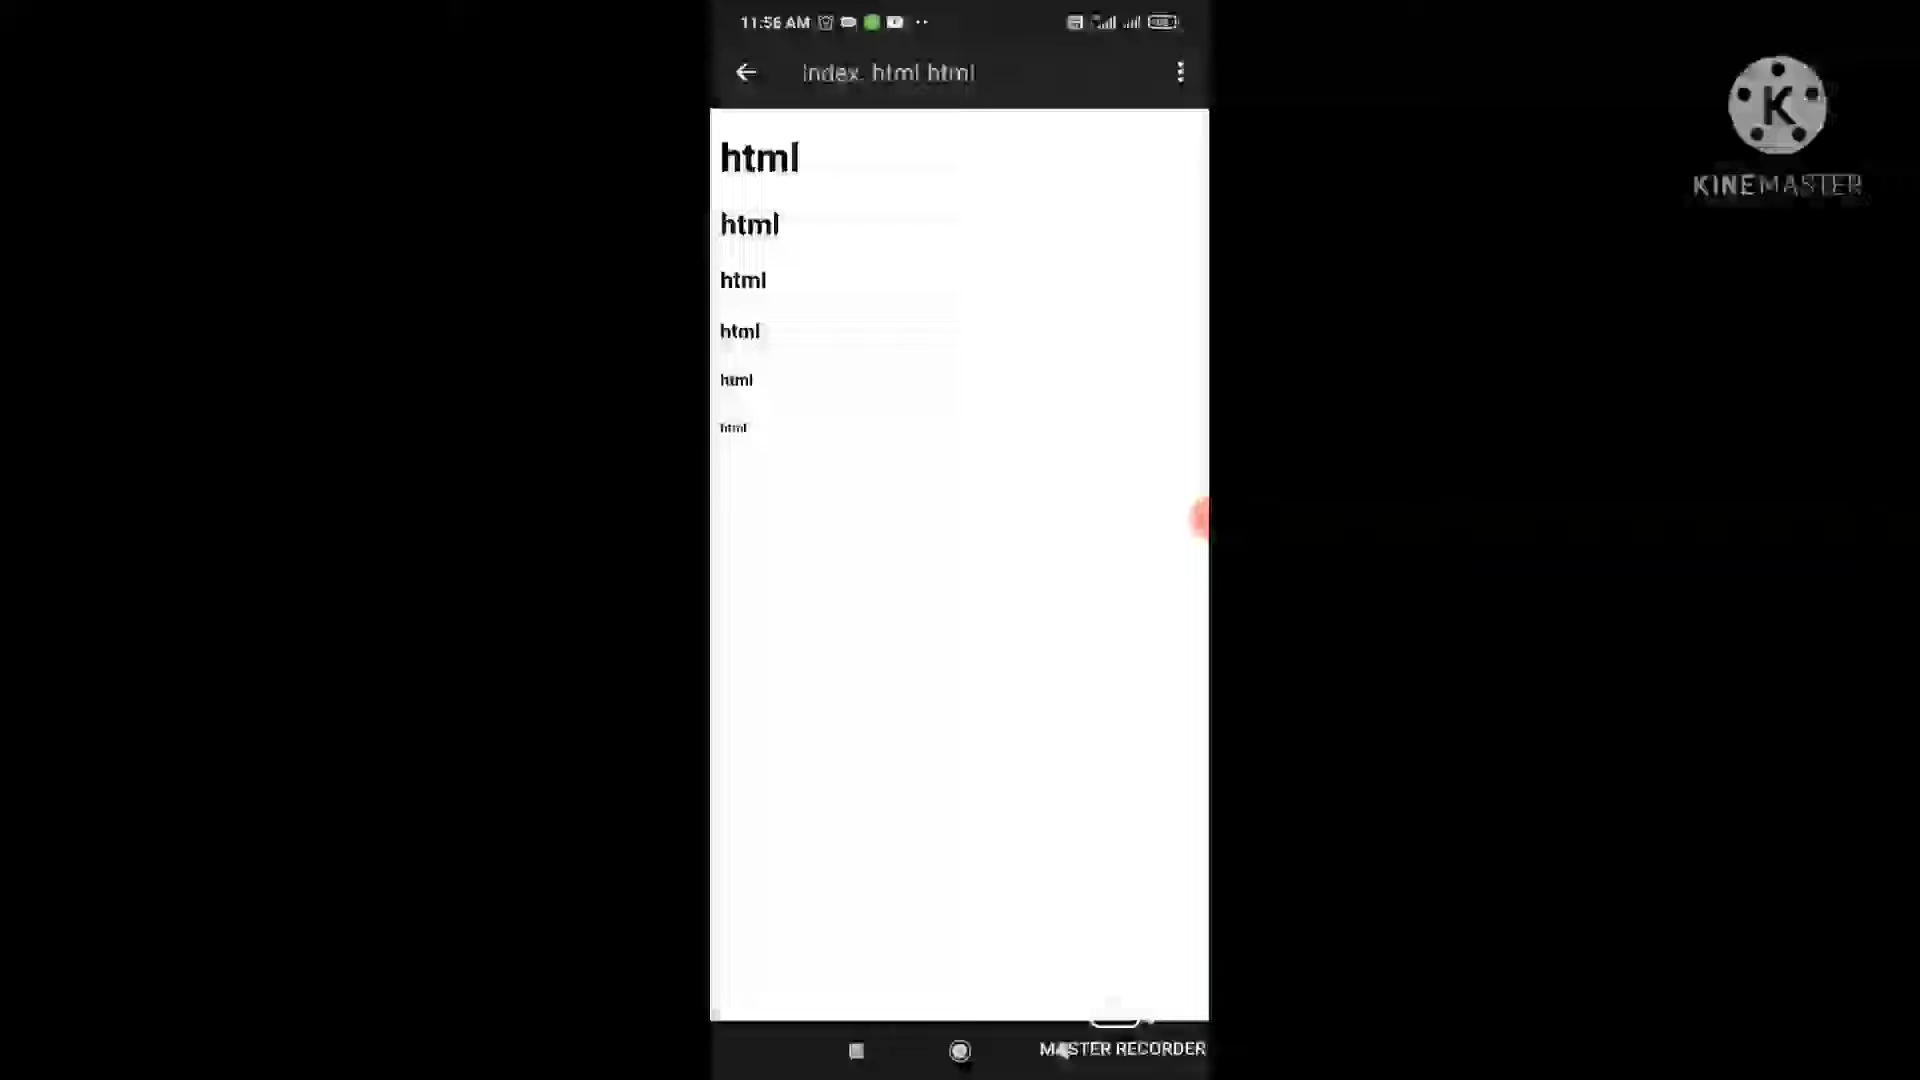 11:56 AM
index. html.html
K
KINEMASTER
html
html
html
html
html
html
MASTER RECORDER